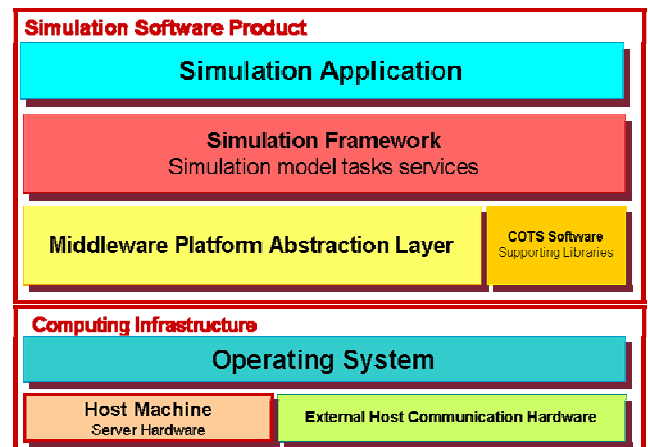 Simulation Software Product
Simulation Application
Simulation Framework
Simulation model tasks services
Middleware Platform Abstraction Layer
COTS Software
Supporting Libraries
Computing Infrastructure
Operating System
Host Machine
Server Hardware
External Host Communication Hardware